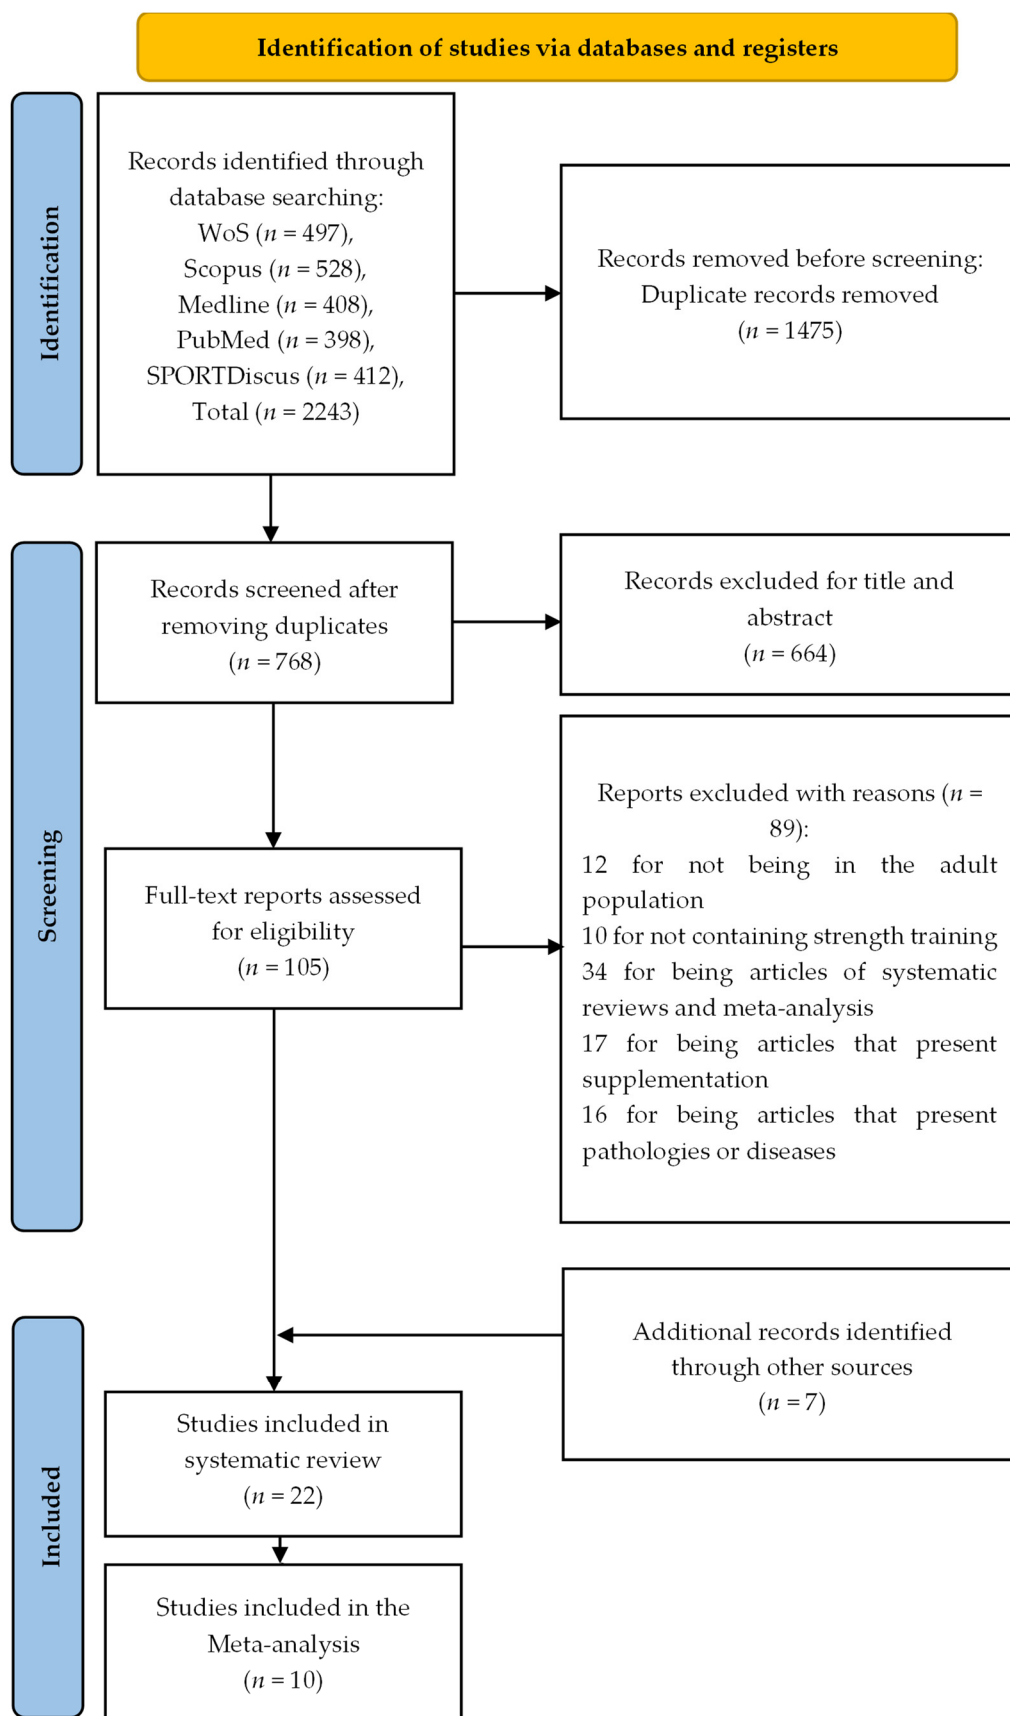 Identification of studies via databases and registers
Identification
Records identified through
database searching:
WoS (n = 497),
Scopus (n = 528),
Medline (n = 408),
PubMed (n = 398),
SPORTDiscus (n = 412),
Total (n = 2243)
Records removed before screening:
Duplicate records removed
(n = 1475)
Screening
Records screened after
removing duplicates
(n = 768)
Records excluded for title and
abstract
(n = 664)
Full-text reports assessed
for eligibility
(n = 105)
Reports excluded with reasons (n =
89):
12 for not being in the adult
population
10 for not containing strength training
34 for being articles of systematic
reviews and meta-analysis
17 for being articles that present
supplementation
16 for being articles that present
pathologies or diseases
Additional records identified
through other sources
(n = 7)
Included
Studies included in
systematic review
(n = 22)
Studies included in the
Meta-analysis
(n = 10)